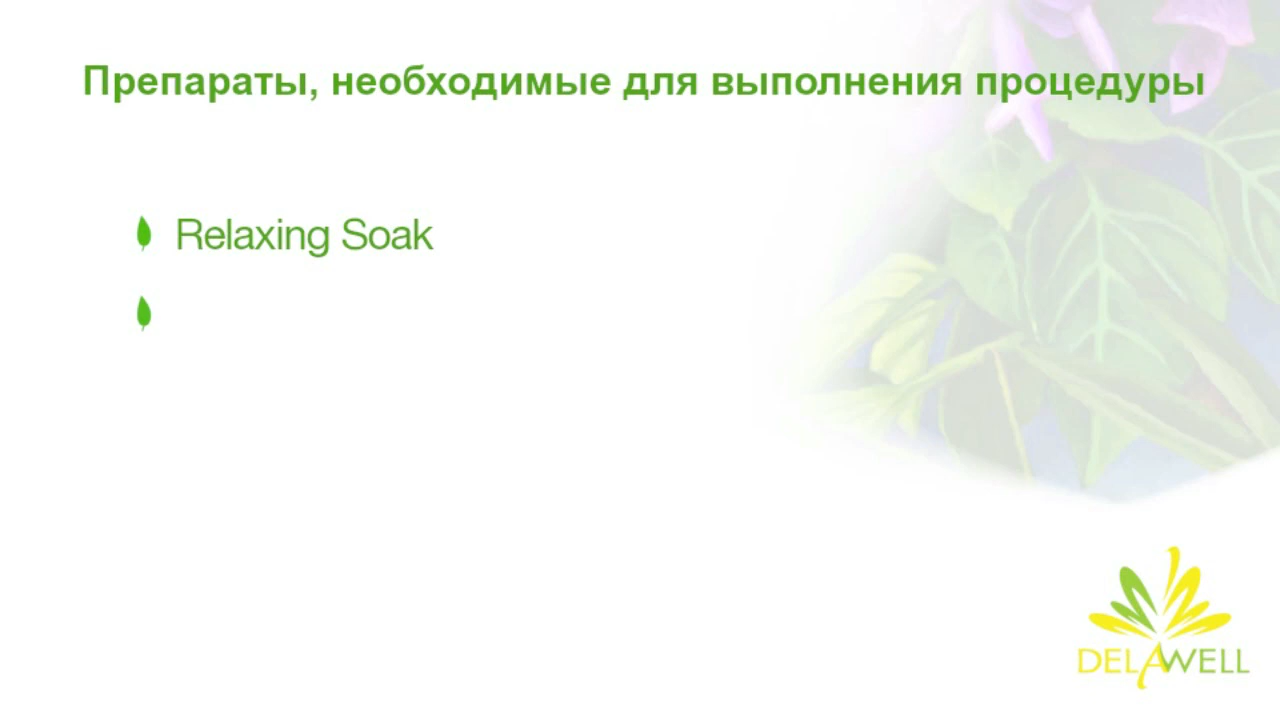 Препараты, необходимые для выполнения процедуры
Relaxing Soak
DELAWELL